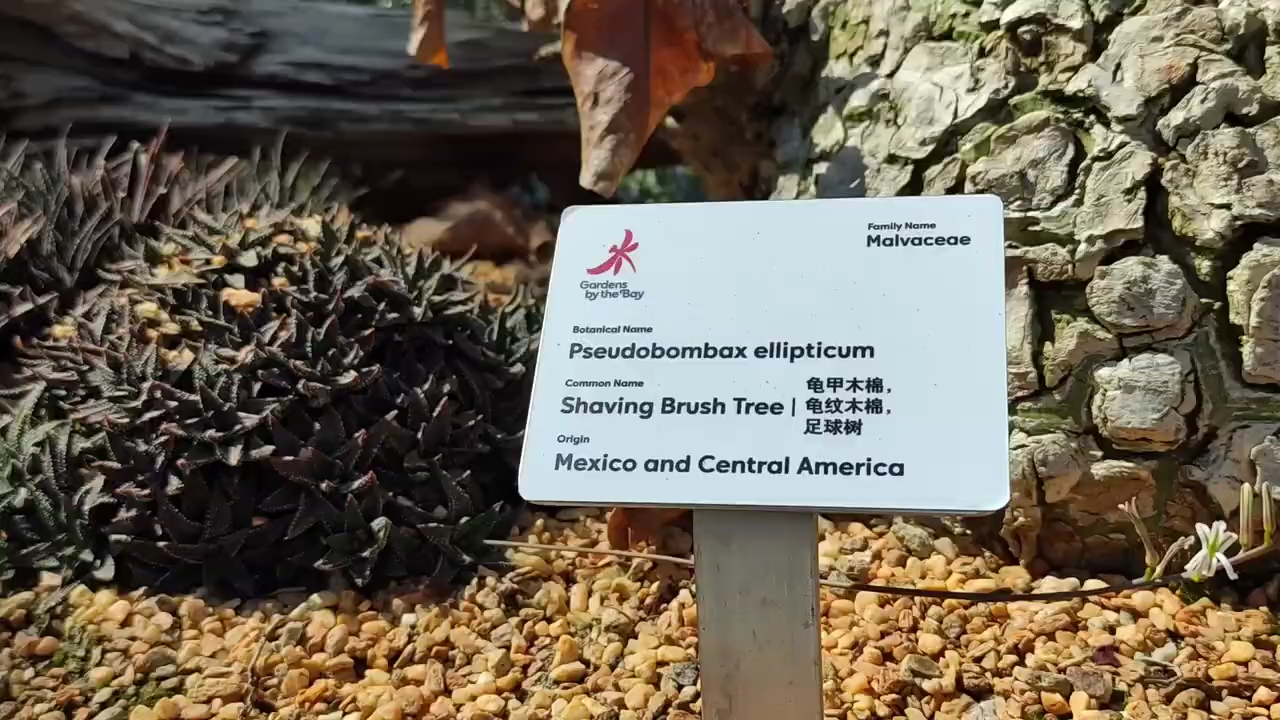 Gardens
by the Bay
Family Name
Malvaceae
Botanical Name
Pseudobombax ellipticum
Common Name
Shaving Brush Tree | 龟甲木棉，
龟纹木棉，
足球树
Origin
Mexico and Central America